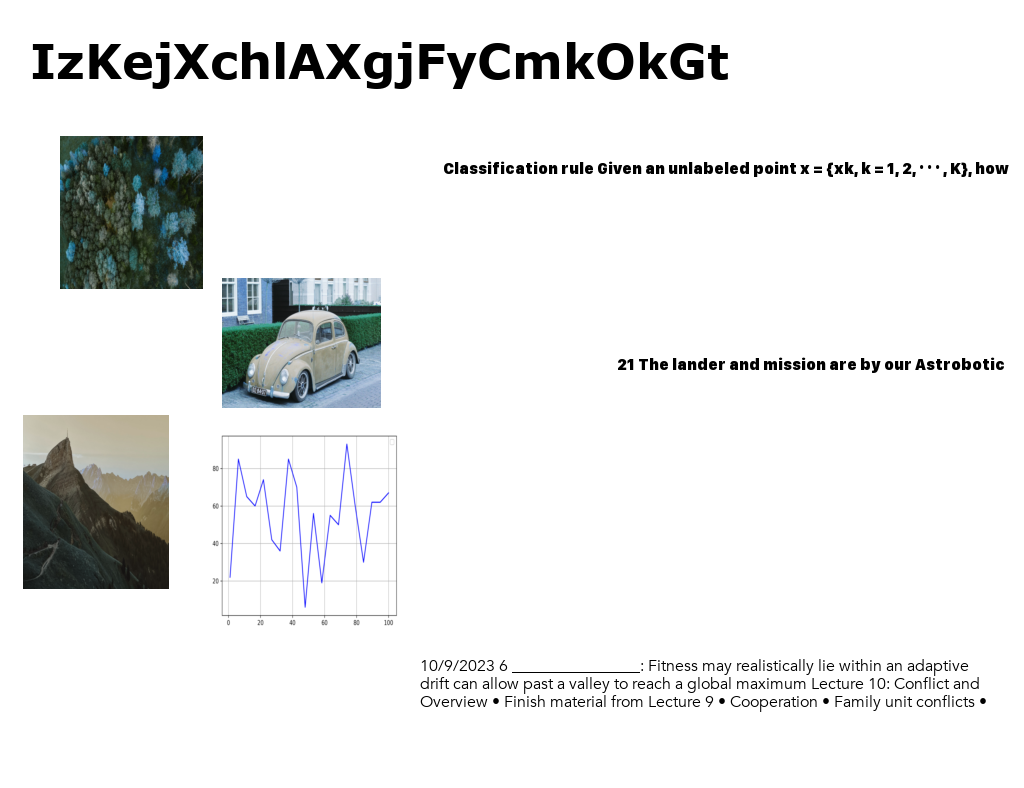 IzKejXchlAXgjFyCmkOkGt
Classification rule Given an unlabeled point x = {xk, k = 1, 2, · · · , K}, how
21 The lander and mission are by our Astrobotic
80
60
40
20
0 20 40 60 80 100
10/9/2023 6 ________________: Fitness may realistically lie within an adaptive
drift can allow past a valley to reach a global maximum Lecture 10: Conflict and
Overview • Finish material from Lecture 9 • Cooperation • Family unit conflicts •